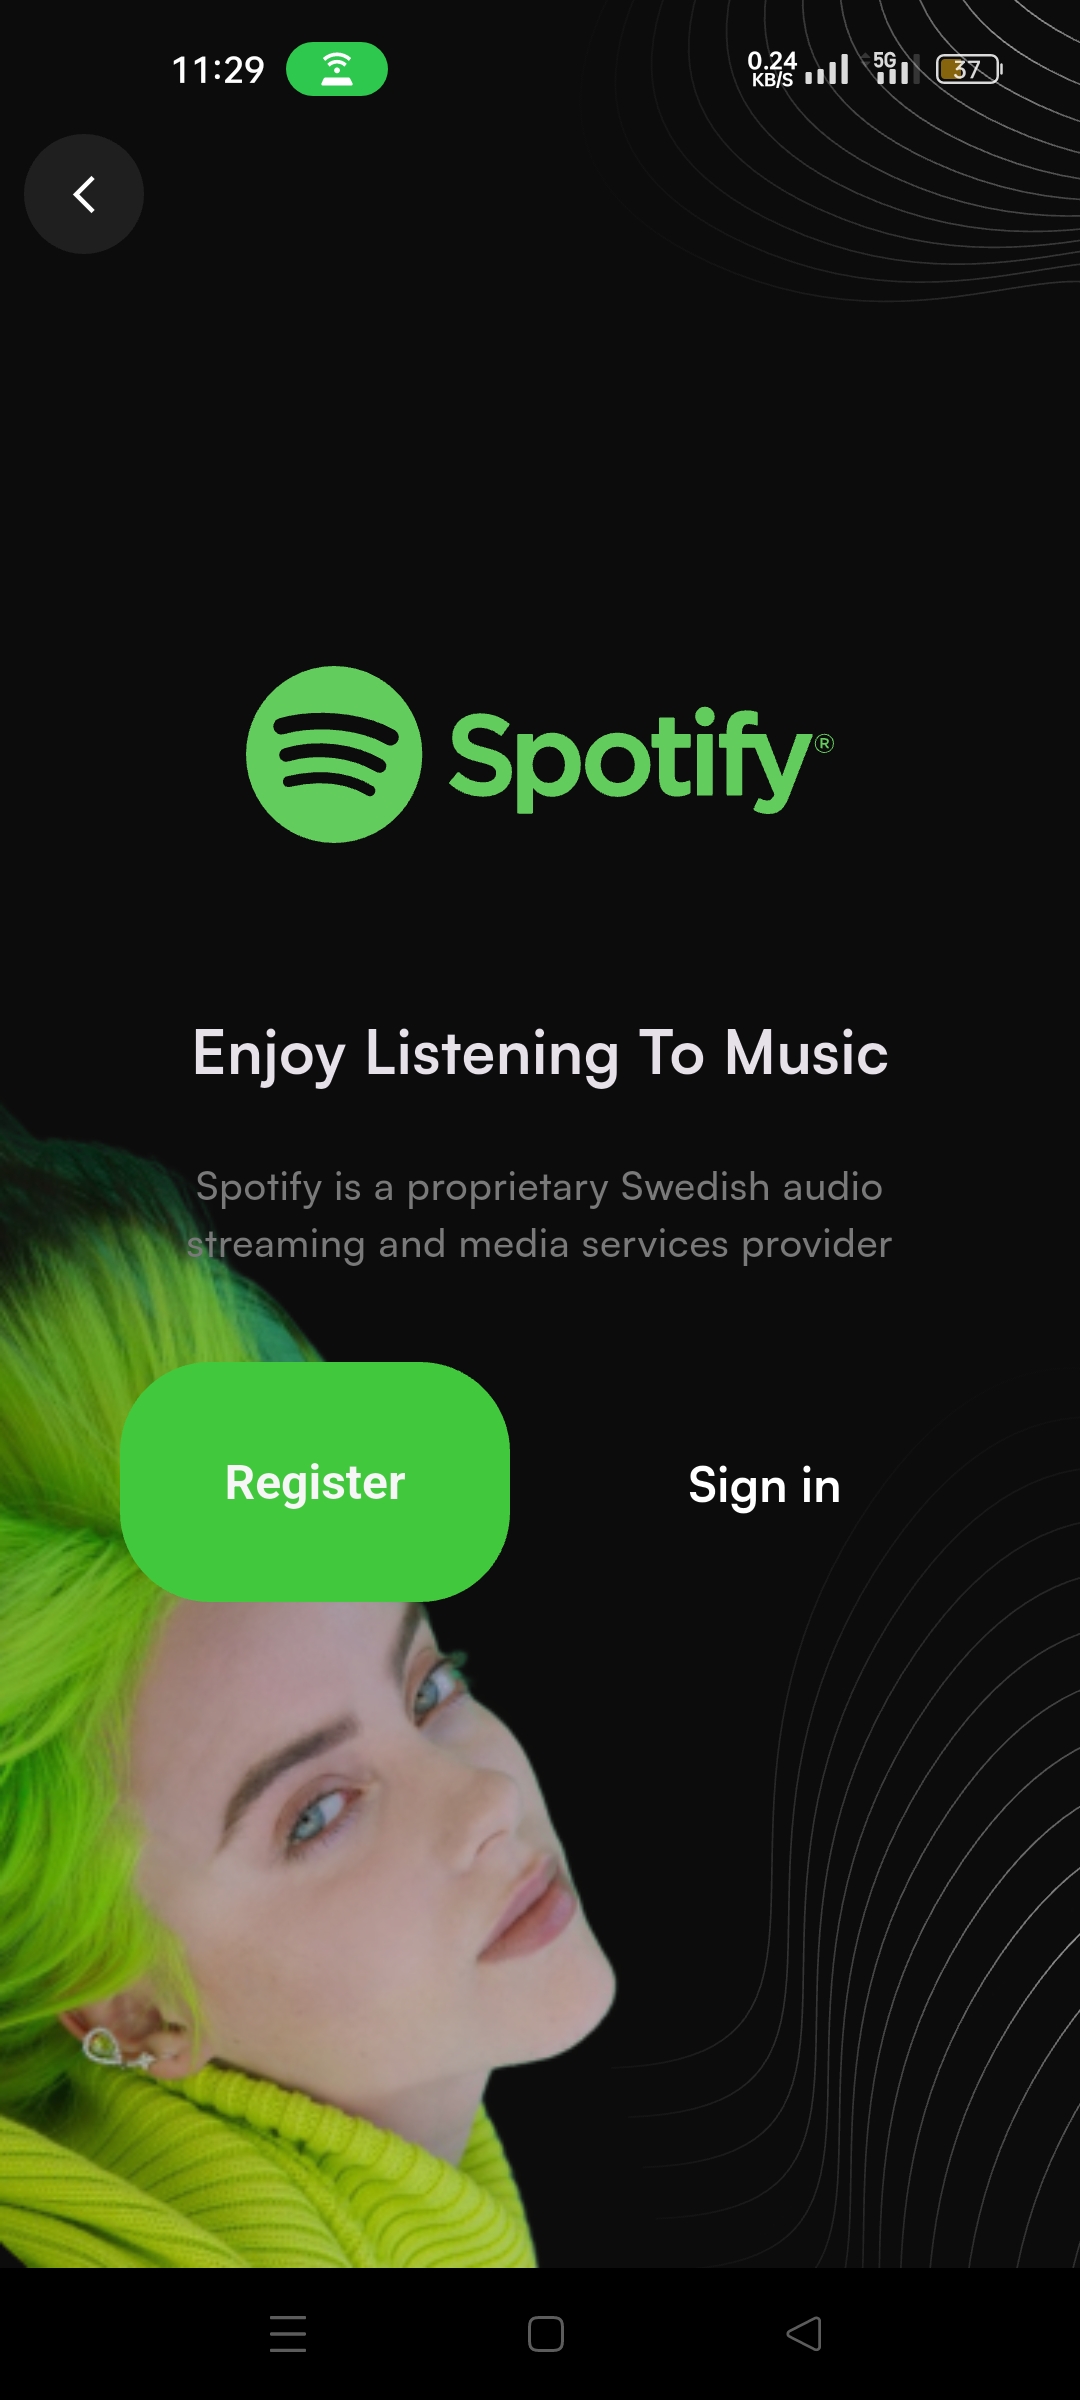 11:29
0.24
KB/S
5G
37
Spotify®
Enjoy Listening To Music
Spotify is a proprietary Swedish audio
streaming and media services provider
Register
Sign in